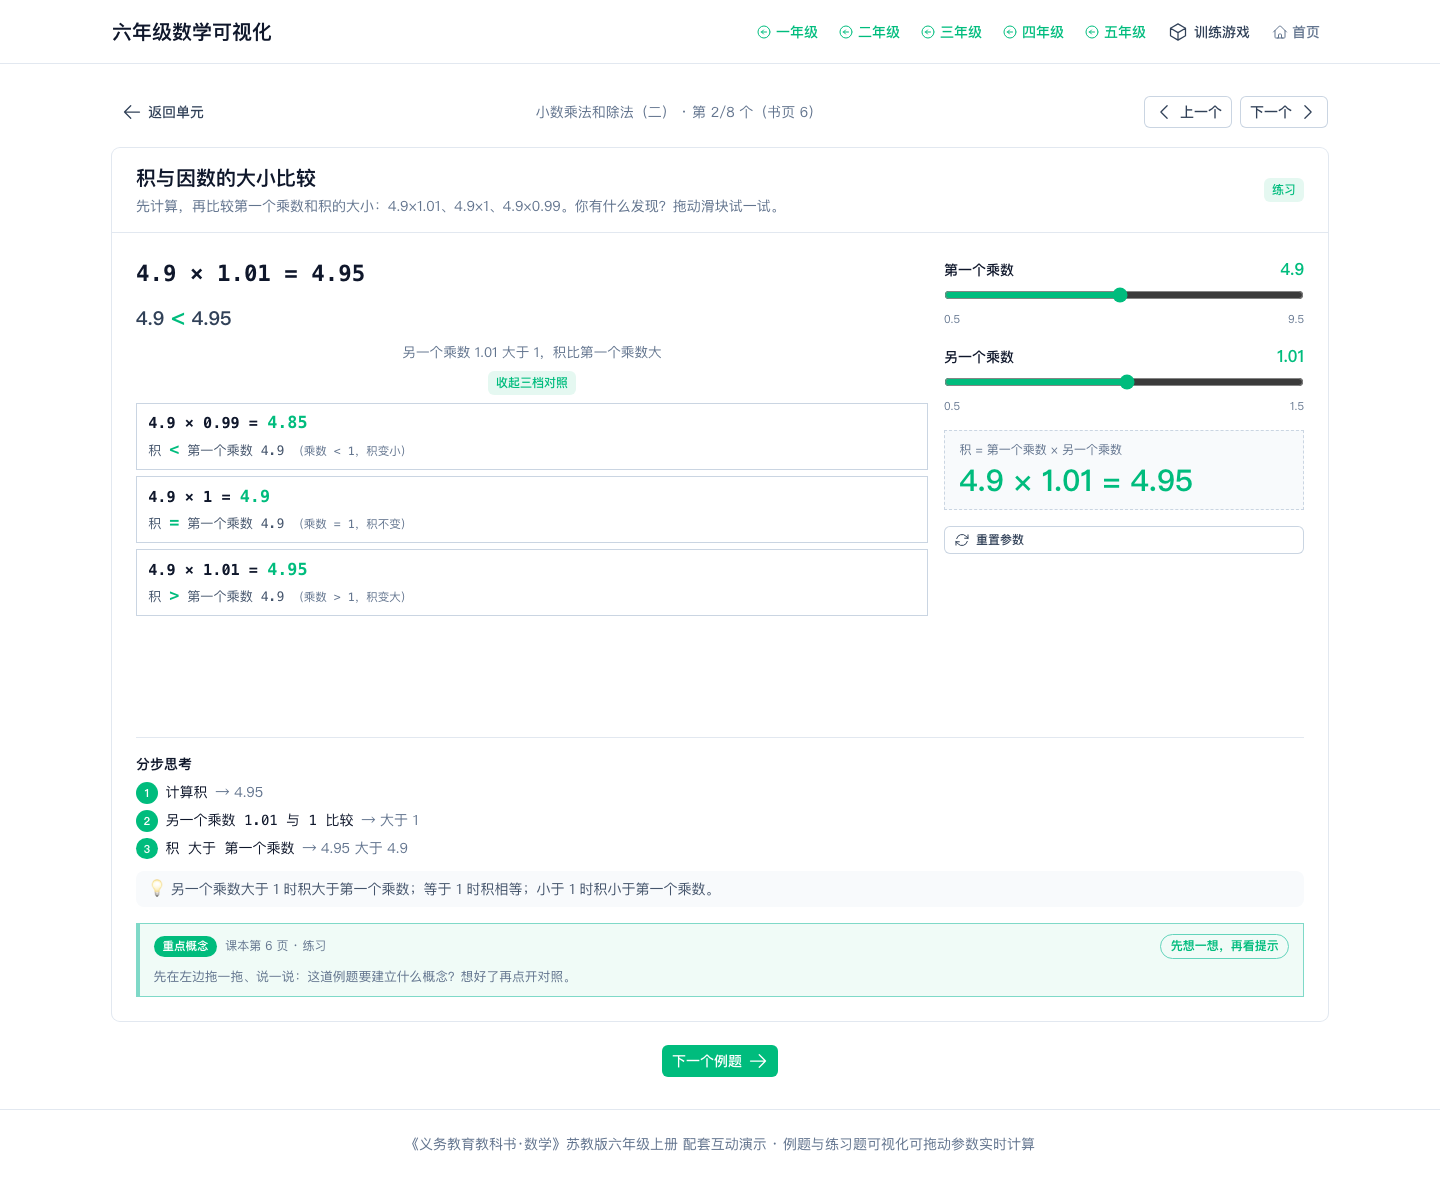 六年级数学可视化
一年级 二年级 三年级 四年级 五年级 训练游戏 首页
返回单元
小数乘法和除法（二） · 第 2/8 个（书页 6）
上一个 下一个
积与因数的大小比较
先计算，再比较第一个乘数和积的大小：4.9×1.01、4.9×1、4.9×0.99。你有什么发现？拖动滑块试一试。
练习
4.9 × 1.01 = 4.95
4.9 < 4.95
另一个乘数 1.01 大于 1，积比第一个乘数大
收起三档对照
4.9 × 0.99 = 4.85
积 < 第一个乘数 4.9 （乘数 < 1，积变小）
4.9 × 1 = 4.9
积 = 第一个乘数 4.9 （乘数 = 1，积不变）
4.9 × 1.01 = 4.95
积 > 第一个乘数 4.9 （乘数 > 1，积变大）
第一个乘数 4.9
0.5 9.5
另一个乘数 1.01
0.5 1.5
积 = 第一个乘数 × 另一个乘数
4.9 × 1.01 = 4.95
重置参数
分步思考
1 计算积 → 4.95
2 另一个乘数 1.01 与 1 比较 → 大于 1
3 积 大于 第一个乘数 → 4.95 大于 4.9
💡 另一个乘数大于 1 时积大于第一个乘数；等于 1 时积相等；小于 1 时积小于第一个乘数。
重点概念 课本第 6 页 · 练习
先想一想，再看提示
先在左边拖一拖、说一说：这道例题要建立什么概念？想好了再点开对照。
下一个例题 →
《义务教育教科书·数学》苏教版六年级上册 配套互动演示 · 例题与练习题可视化可拖动参数实时计算